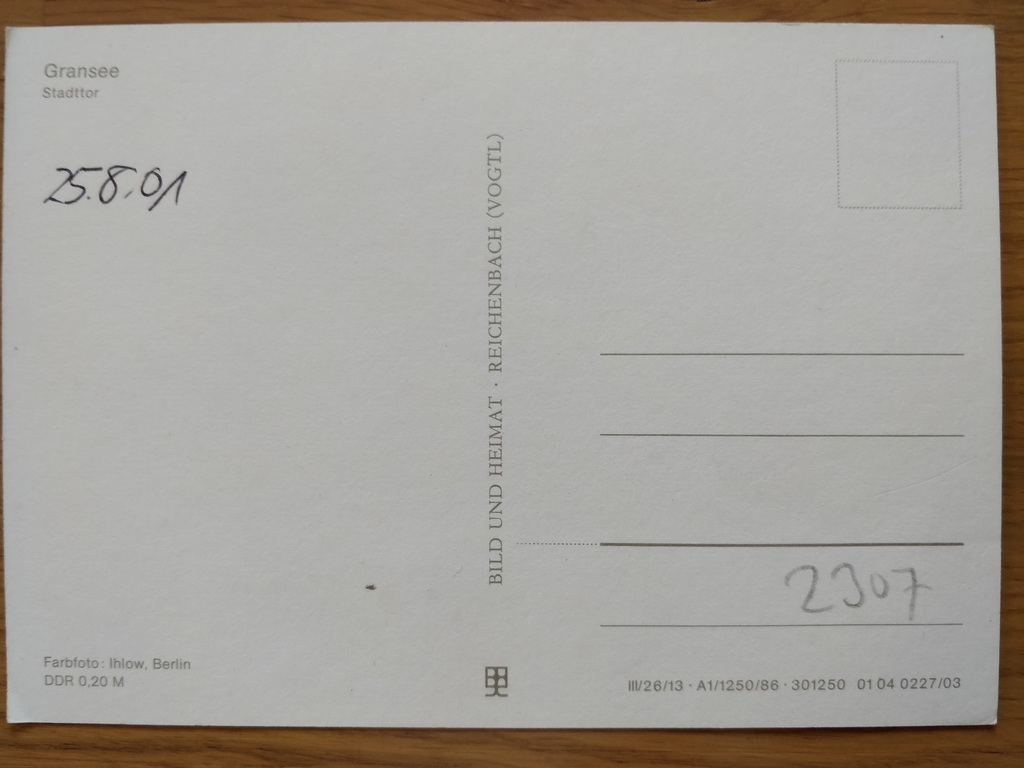 Gransee
Stadttor
25.8.01
BILD UND HEIMAT · REICHENBACH (VOGTL)
2307
Farbfoto: Ihlow, Berlin
DDR 0,20 M
III/26/13 · A1/1250/86 · 301250 01 04 0227/03